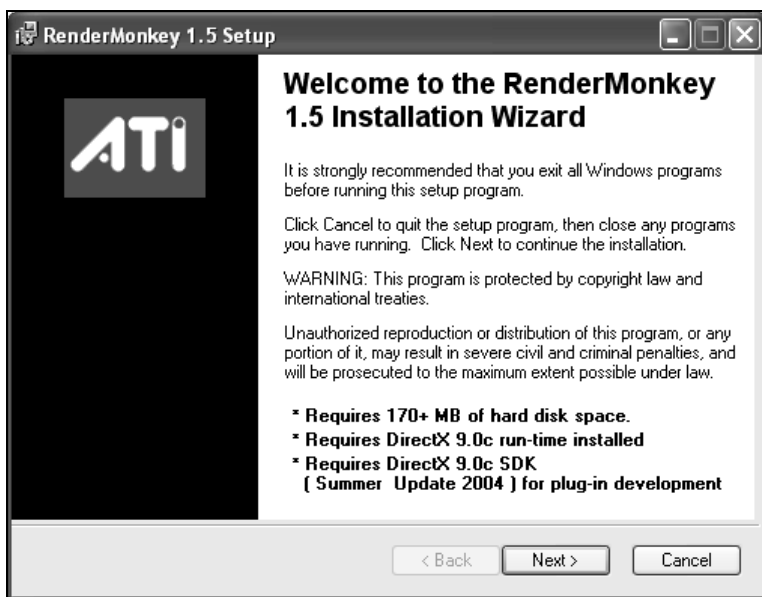 RenderMonkey 1.5 Setup
ATI
Welcome to the RenderMonkey
1.5 Installation Wizard
It is strongly recommended that you exit all Windows programs
before running this setup program.
Click Cancel to quit the setup program, then close any programs
you have running.  Click Next to continue the installation.
WARNING: This program is protected by copyright law and
international treaties.
Unauthorized reproduction or distribution of this program, or any
portion of it, may result in severe civil and criminal penalties, and
will be prosecuted to the maximum extent possible under law.
* Requires 170+ MB of hard disk space.
* Requires DirectX 9.0c run-time installed
* Requires DirectX 9.0c SDK
( Summer  Update 2004 ) for plug-in development
< Back
Next >
Cancel